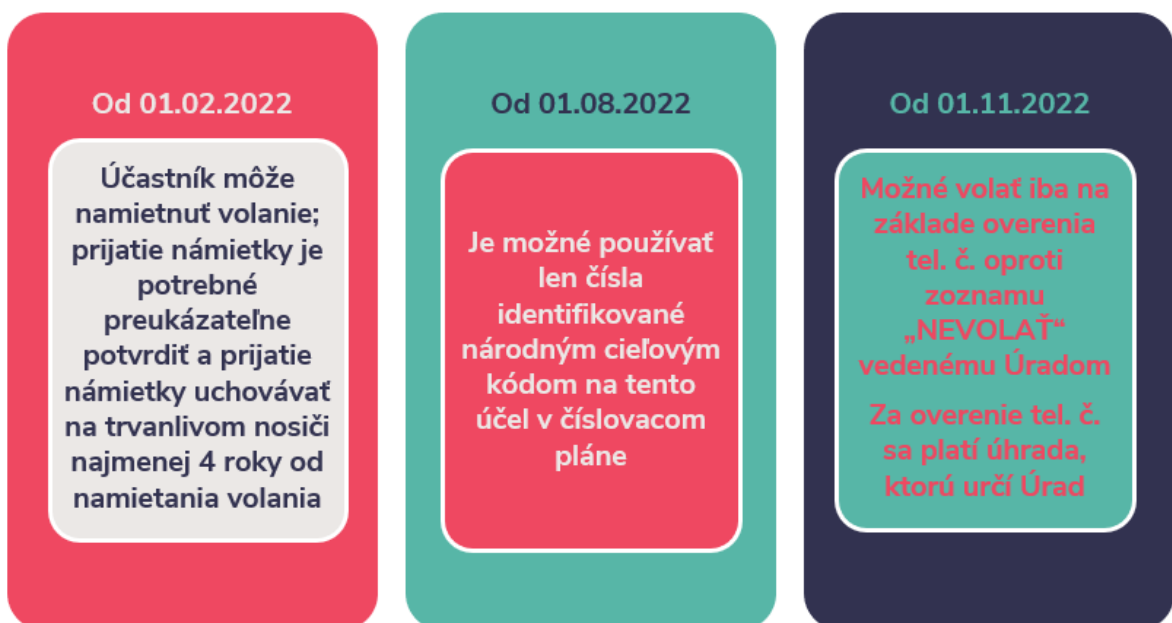 Od 01.02.2022
Účastník môže
namietnuť volanie;
prijatie námietky je
potrebné
preukázateľne
potvrdiť a prijatie
námietky uchovávať
na trvanlivom nosiči
najmenej 4 roky od
namietania volania
Od 01.08.2022
Je možné používať
len čísla
identifikované
národným cieľovým
kódom na tento
účel v číslovacom
pláne
Od 01.11.2022
Možné volať iba na
základe overenia
tel. č. oproti
zoznamu
„NEVOLAŤ“
vedenému Úradom
Za overenie tel. č.
sa platí úhrada,
ktorú určí Úrad